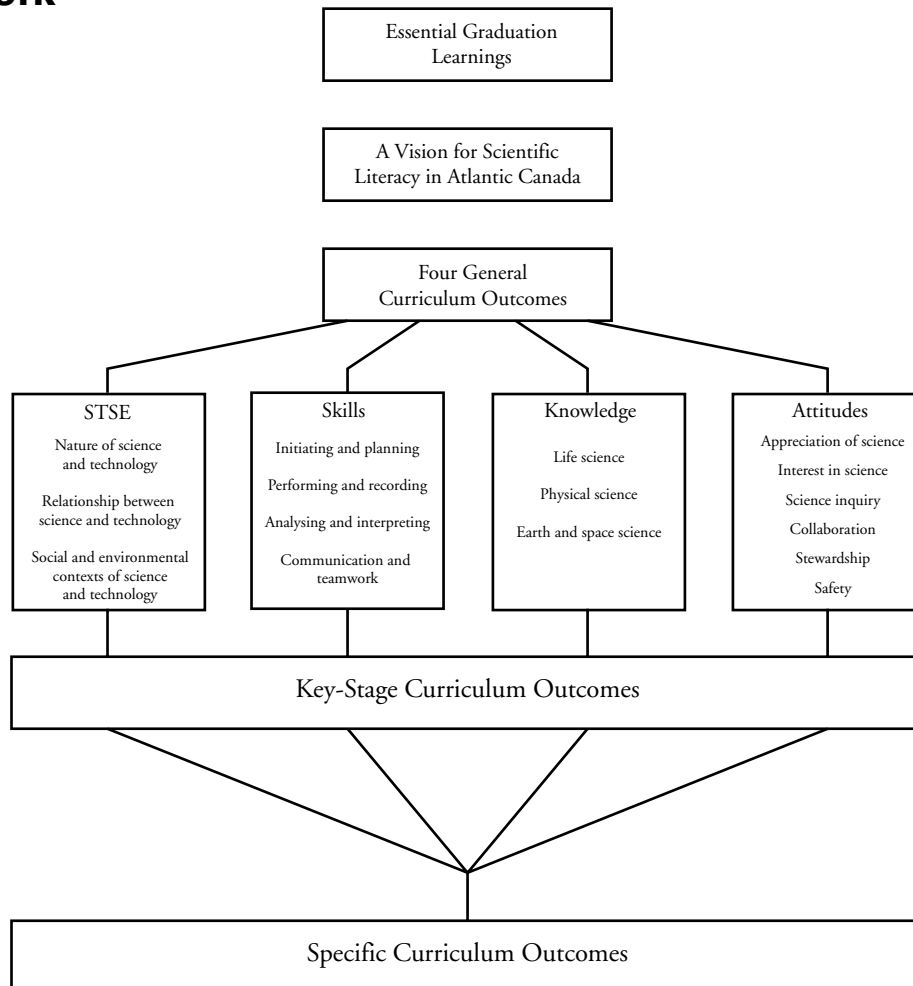 Essential Graduation
Learnings
A Vision for Scientific
Literacy in Atlantic Canada
Four General
Curriculum Outcomes
STSE
Nature of science
and technology
Relationship between
science and technology
Social and environmental
contexts of science
and technology
Skills
Initiating and planning
Performing and recording
Analysing and interpreting
Communication and
teamwork
Knowledge
Life science
Physical science
Earth and space science
Attitudes
Appreciation of science
Interest in science
Science inquiry
Collaboration
Stewardship
Safety
Key-Stage Curriculum Outcomes
Specific Curriculum Outcomes